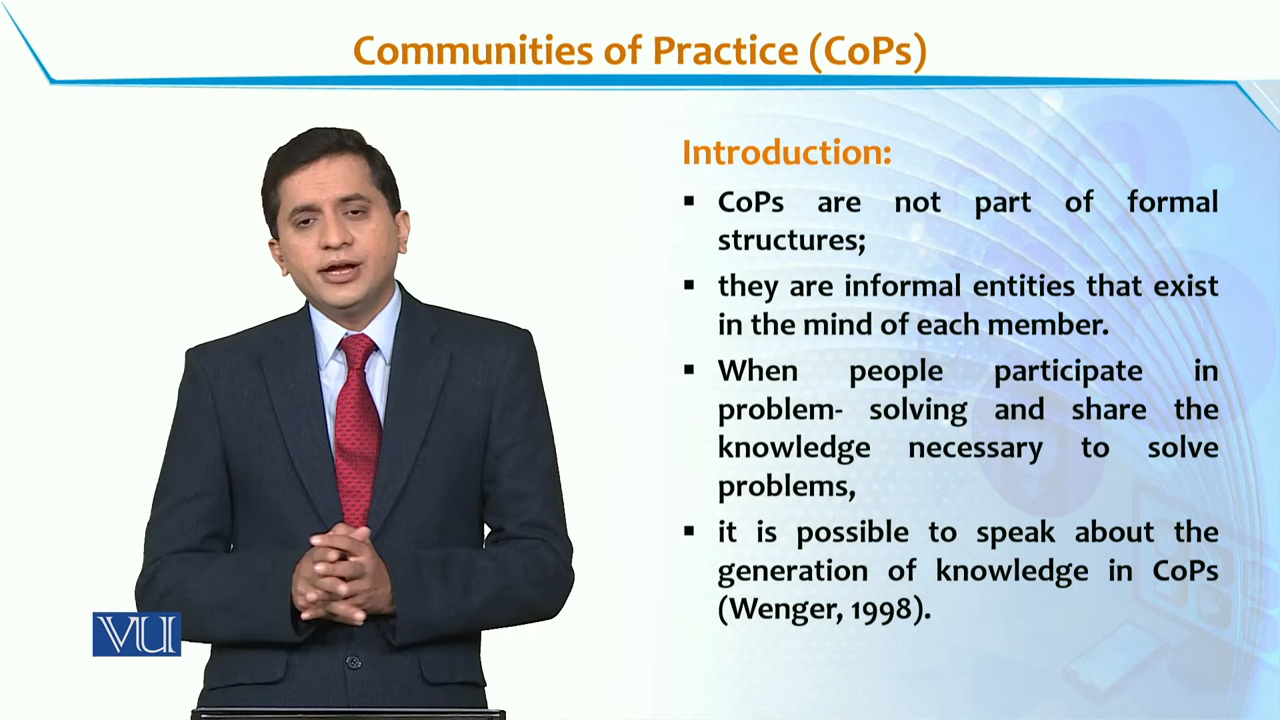 Communities of Practice (CoPs)
Introduction:
▪ CoPs are not part of formal
structures;
▪ they are informal entities that exist
in the mind of each member.
▪ When people participate in
problem- solving and share the
knowledge necessary to solve
problems,
▪ it is possible to speak about the
generation of knowledge in CoPs
(Wenger, 1998).
VU